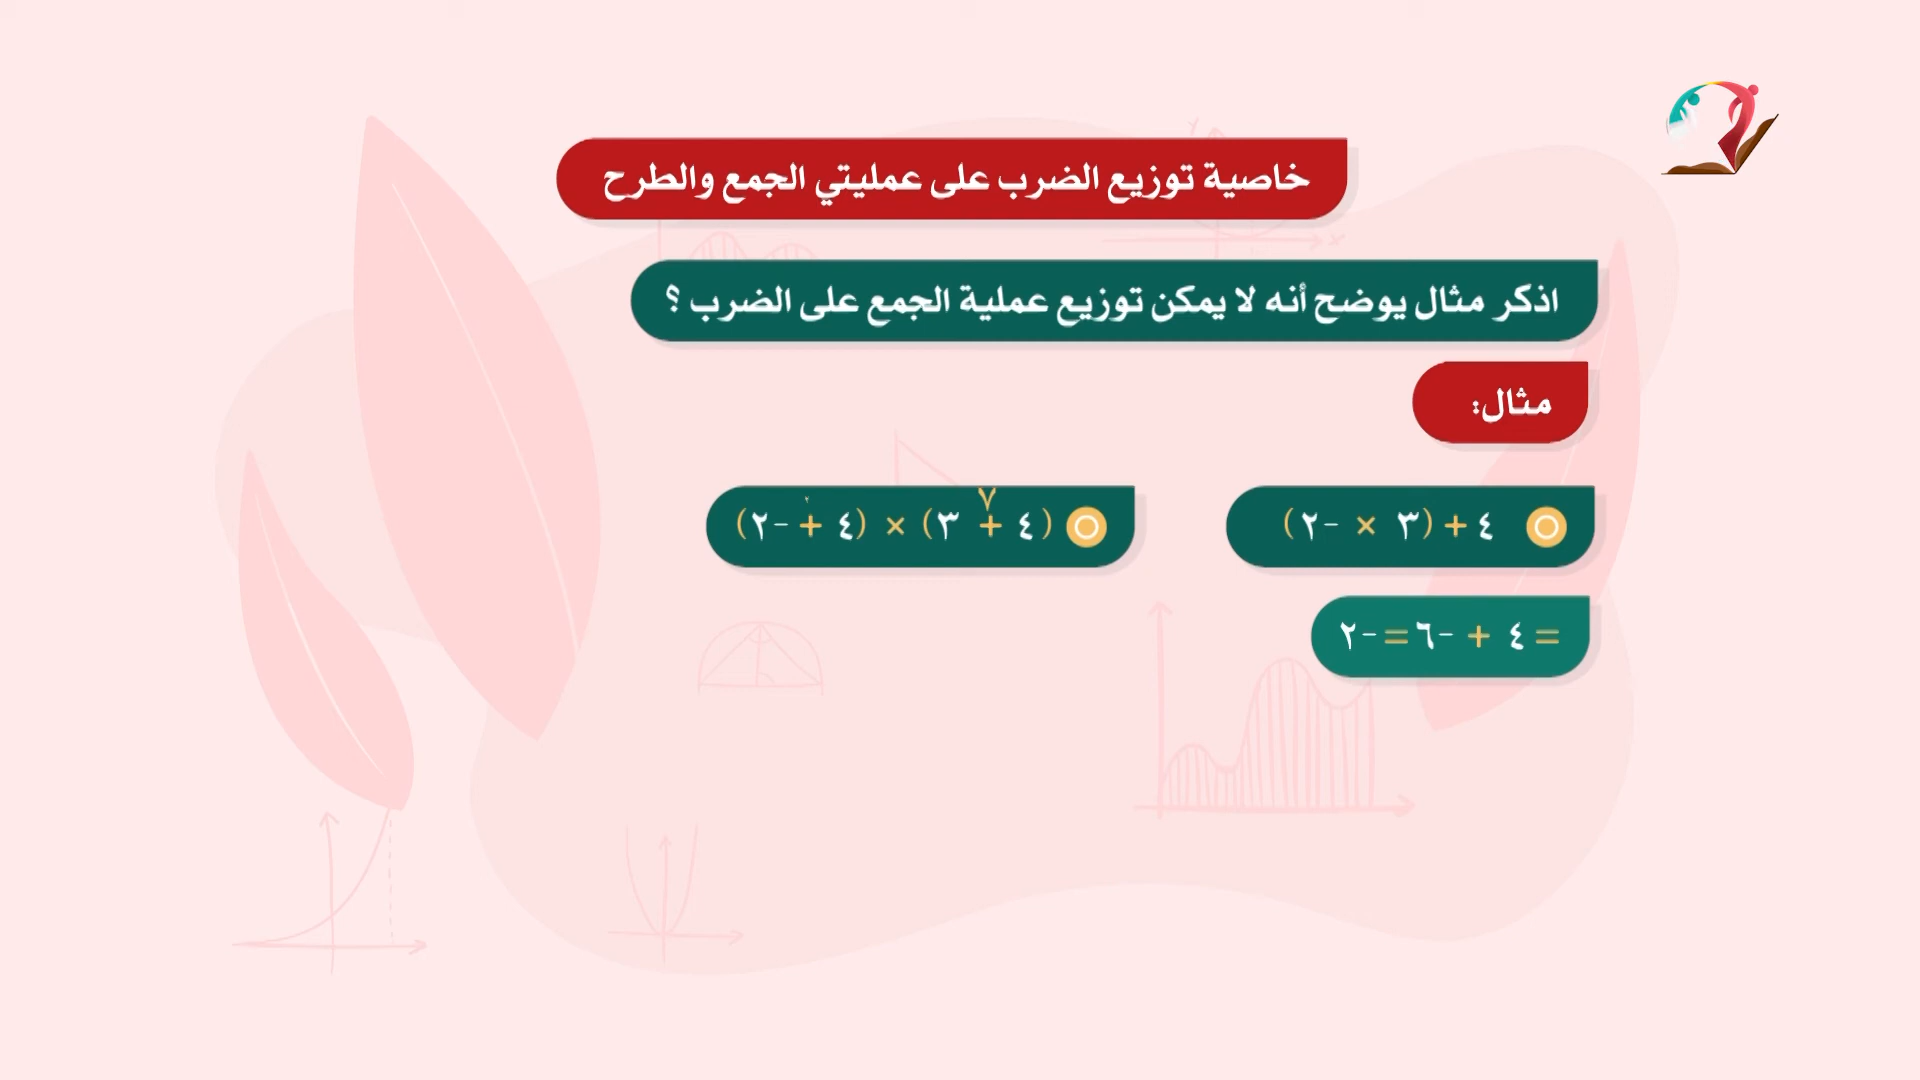 خاصية توزيع الضرب على عمليتي الجمع والطرح
اذكر مثال يوضح أنه لا يمكن توزيع عملية الجمع على الضرب ؟
مثال:
٤ + (٣ × -٢)
(٤ + ٣) × (٤ + -٢)
٧
= ٤ + -٦ = -٢